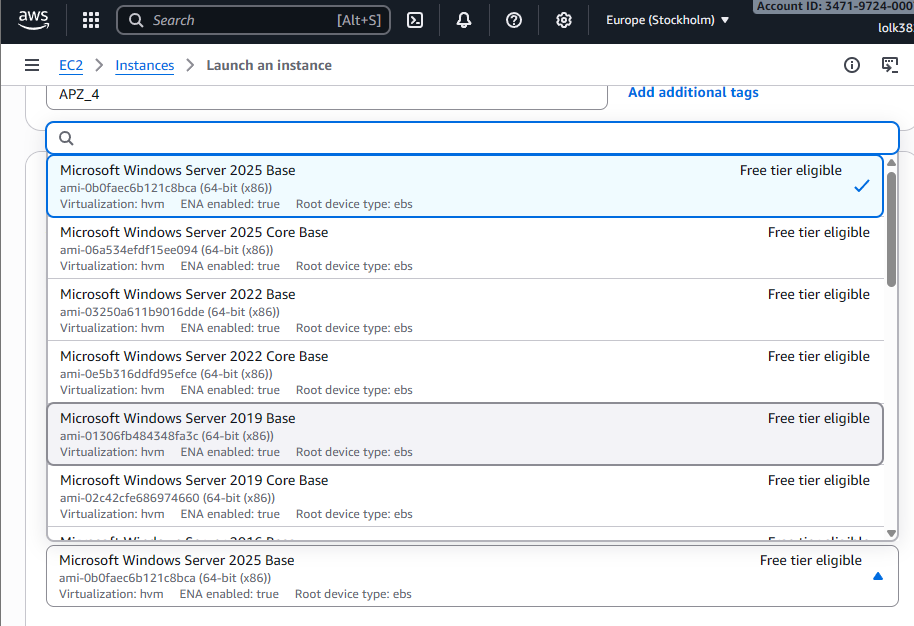 aws
Search [Alt+S]
Europe (Stockholm)
Account ID: 3471-9724-000
lolk38
EC2 > Instances > Launch an instance
APZ_4
Add additional tags
Microsoft Windows Server 2025 Base Free tier eligible
ami-0b0faec6b121c8bca (64-bit (x86))
Virtualization: hvm ENA enabled: true Root device type: ebs
Microsoft Windows Server 2025 Core Base Free tier eligible
ami-06a534efdf15ee094 (64-bit (x86))
Virtualization: hvm ENA enabled: true Root device type: ebs
Microsoft Windows Server 2022 Base Free tier eligible
ami-03250a611b9016dde (64-bit (x86))
Virtualization: hvm ENA enabled: true Root device type: ebs
Microsoft Windows Server 2022 Core Base Free tier eligible
ami-0e5b316ddfd95efce (64-bit (x86))
Virtualization: hvm ENA enabled: true Root device type: ebs
Microsoft Windows Server 2019 Base Free tier eligible
ami-01306fb484348fa3c (64-bit (x86))
Virtualization: hvm ENA enabled: true Root device type: ebs
Microsoft Windows Server 2019 Core Base Free tier eligible
ami-02c42cfe686974660 (64-bit (x86))
Virtualization: hvm ENA enabled: true Root device type: ebs
Microsoft Windows Server 2016 Base Free tier eligible
Microsoft Windows Server 2025 Base Free tier eligible
ami-0b0faec6b121c8bca (64-bit (x86))
Virtualization: hvm ENA enabled: true Root device type: ebs